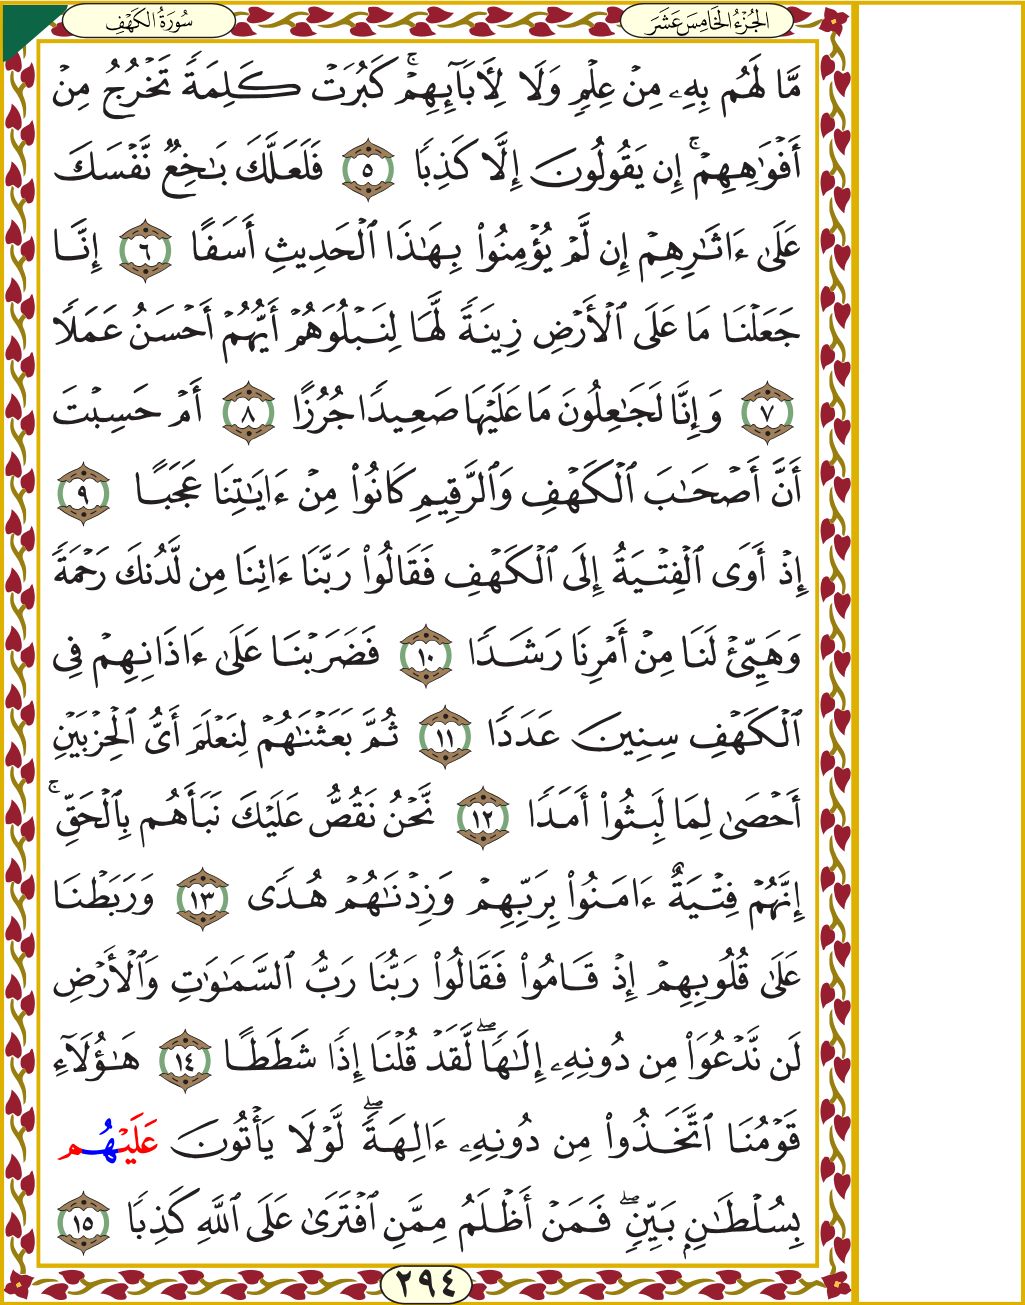 الجُزْءُ الخَامِسَ عَشَرَ
سُورَةُ الكَهْفِ
مَّا لَهُم بِهِۦ مِنْ عِلْمٍ وَلَا لِأٓبَآئِهِمْۚ كَبُرَتْ كَلِمَةً تَخْرُجُ مِنْ
أَفْوَٰهِهِمْۚ إِن يَقُولُونَ إِلَّا كَذِبًا ٥ فَلَعَلَّكَ بَٰخِعٌ نَّفْسَكَ
عَلَىٰٓ ءَاثَٰرِهِمْ إِن لَّمْ يُؤْمِنُوا۟ بِهَٰذَا ٱلْحَدِيثِ أَسَفًا ٦ إِنَّا
جَعَلْنَا مَا عَلَى ٱلْأَرْضِ زِينَةً لَّهَا لِنَبْلُوَهُمْ أَيُّهُمْ أَحْسَنُ عَمَلًا
٧ وَإِنَّا لَجَٰعِلُونَ مَا عَلَيْهَا صَعِيدًا جُرُزًا ٨ أَمْ حَسِبْتَ
أَنَّ أَصْحَٰبَ ٱلْكَهْفِ وَٱلرَّقِيمِ كَانُوا۟ مِنْ ءَايَٰتِنَا عَجَبًا ٩
إِذْ أَوَى ٱلْفِتْيَةُ إِلَى ٱلْكَهْفِ فَقَالُوا۟ رَبَّنَآ ءَاتِنَا مِن لَّدُنكَ رَحْمَةً
وَهَيِّئْ لَنَا مِنْ أَمْرِنَا رَشَدًا ١٠ فَضَرَبْنَا عَلَىٰٓ ءَاذَانِهِمْ فِى
ٱلْكَهْفِ سِنِينَ عَدَدًا ١١ ثُمَّ بَعَثْنَٰهُمْ لِنَعْلَمَ أَىُّ ٱلْحِزْبَيْنِ
أَحْصَىٰ لِمَا لَبِثُوٓا۟ أَمَدًا ١٢ نَّحْنُ نَقُصُّ عَلَيْكَ نَبَأَهُم بِٱلْحَقِّۚ
إِنَّهُمْ فِتْيَةٌ ءَامَنُوا۟ بِرَبِّهِمْ وَزِدْنَٰهُمْ هُدًى ١٣ وَرَبَطْنَا
عَلَىٰ قُلُوبِهِمْ إِذْ قَامُوا۟ فَقَالُوا۟ رَبُّنَا رَبُّ ٱلسَّمَٰوَٰتِ وَٱلْأَرْضِ
لَن نَّدْعُوَا۟ مِن دُونِهِۦٓ إِلَٰهًاۖ لَّقَدْ قُلْنَآ إِذًا شَطَطًا ١٤ هَٰٓؤُلَآءِ
قَوْمُنَا ٱتَّخَذُوا۟ مِن دُونِهِۦٓ ءَالِهَةًۖ لَّوْلَا يَأْتُونَ عَلَيْهُم
بِسُلْطَٰنٍۭ بَيِّنٍۖ فَمَنْ أَظْلَمُ مِمَّنِ ٱفْتَرَىٰ عَلَى ٱللَّهِ كَذِبًا ١٥
٢٩٤